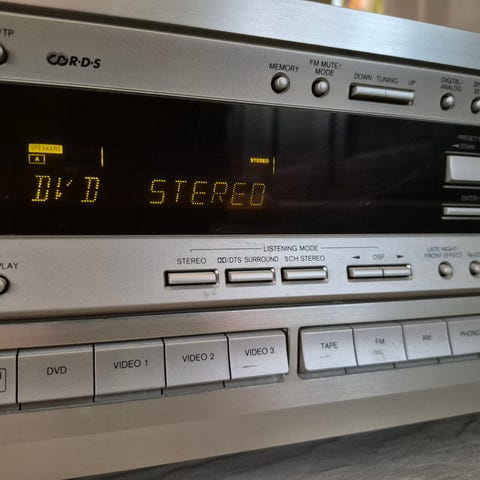 /TP
R·D·S
MEMORY
FM MUTE/
MODE
DOWN TUNING UP
DIGITAL/
ANALOG
SPEAKERS
A
STEREO
DVD STEREO
PRESET/
DOWN
ENTER
LISTENING MODE
STEREO
DD/DTS SURROUND
5CH STEREO
DSP
LATE NIGHT/
FRONT EFFECT
PLAY
DVD
VIDEO 1
VIDEO 2
VIDEO 3
TAPE
FM
AM
PHONO